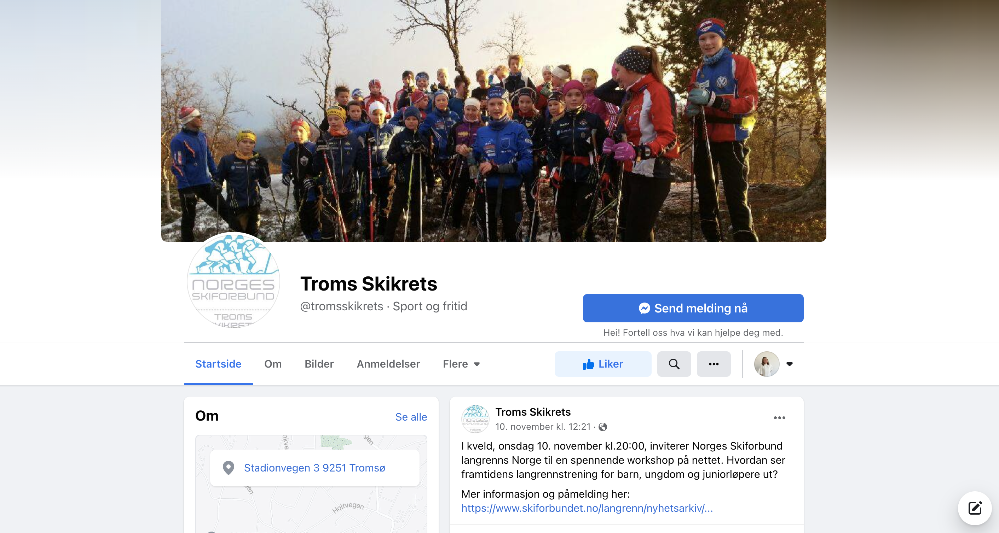 NORGES
SKIFORBUND
TROMS
SKIKRETS
Troms Skikrets
@tromsskikrets · Sport og fritid
Send melding nå
Hei! Fortell oss hva vi kan hjelpe deg med.
Startside Om Bilder Anmeldelser Flere
Liker
Om
Se alle
Stadionvegen 3 9251 Tromsø
Holtvegen
Troms Skikrets
10. november kl. 12:21 ·
NORGES
SKIFORBUND
TROMS
I kveld, onsdag 10. november kl.20:00, inviterer Norges Skiforbund
langrenns Norge til en spennende workshop på nettet. Hvordan ser
framtidens langrennstrening for barn, ungdom og juniorløpere ut?
Mer informasjon og påmelding her:
https://www.skiforbundet.no/langrenn/nyhetsarkiv/...